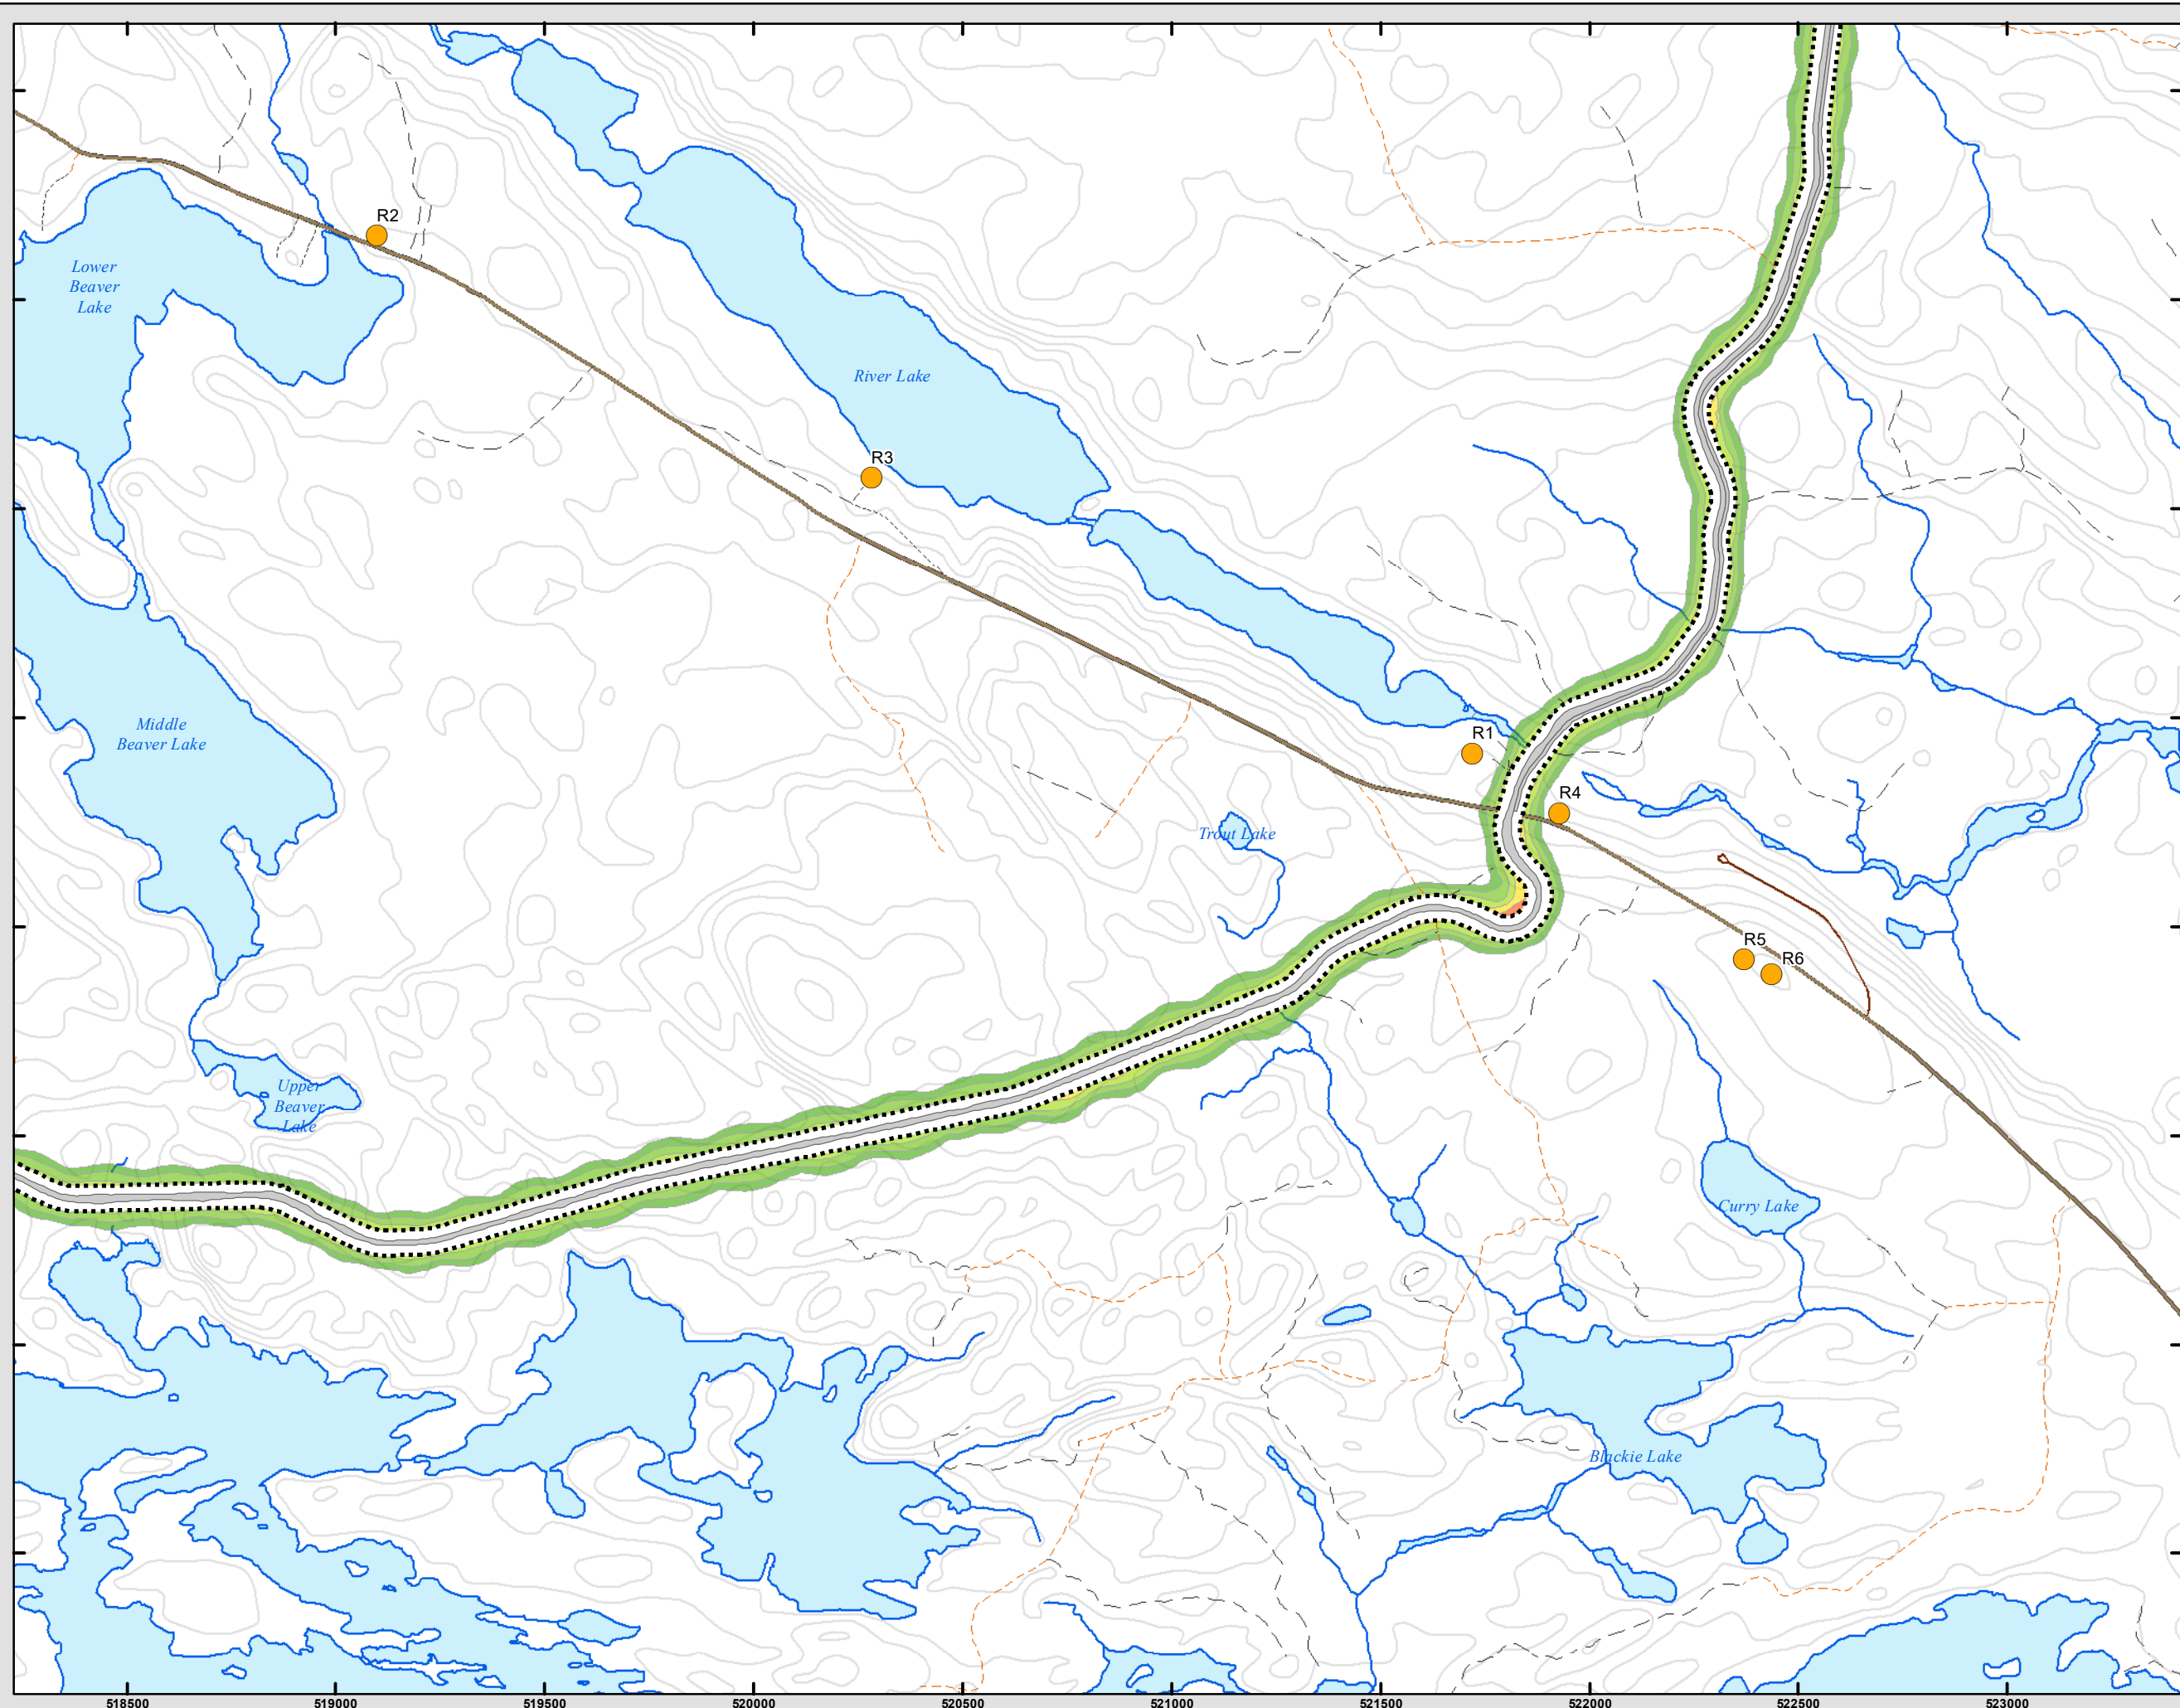 R2
Lower
Beaver
Lake
River Lake
R3
Middle
Beaver Lake
R1
R4
Trout Lake
R5
R6
Upper
Beaver
Lake
Curry Lake
Blackie Lake
518500 519000 519500 520000 520500 521000 521500 522000 522500 523000